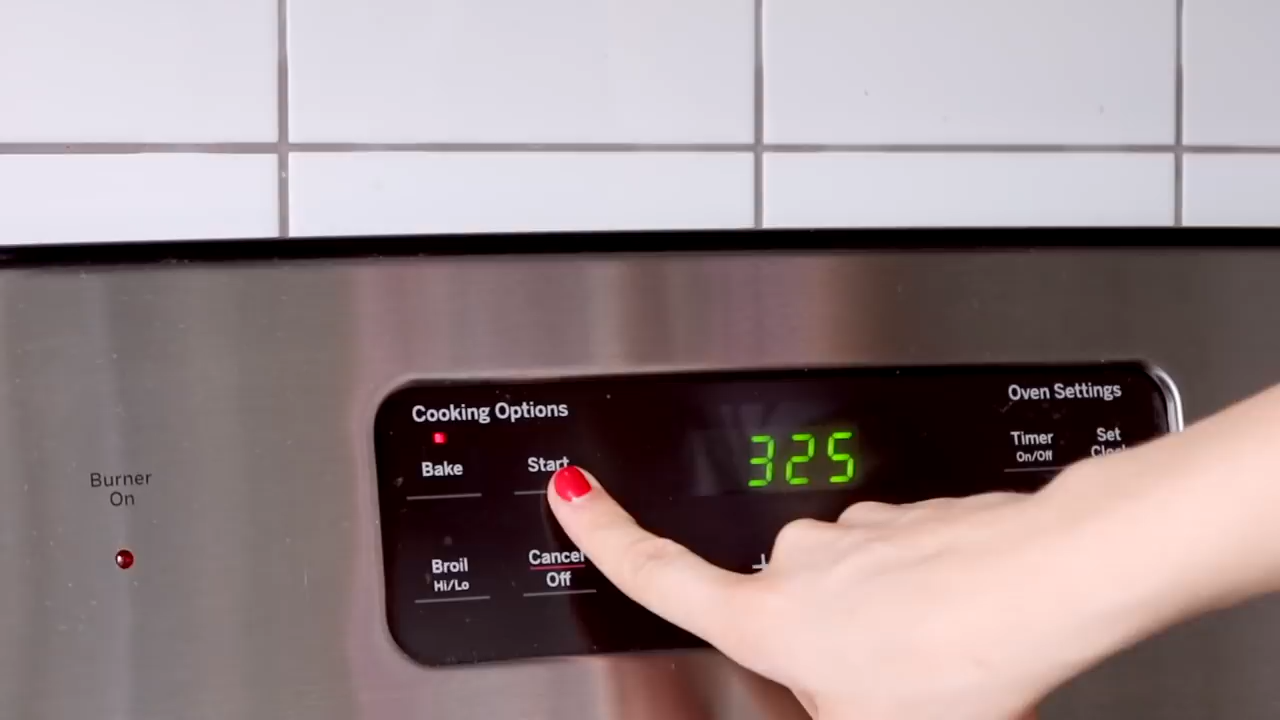 Cooking Options
Oven Settings
Bake
Start
325
Timer
On/Off
Set
Burner
On
Broil
Hi/Lo
Cancel
Off
+